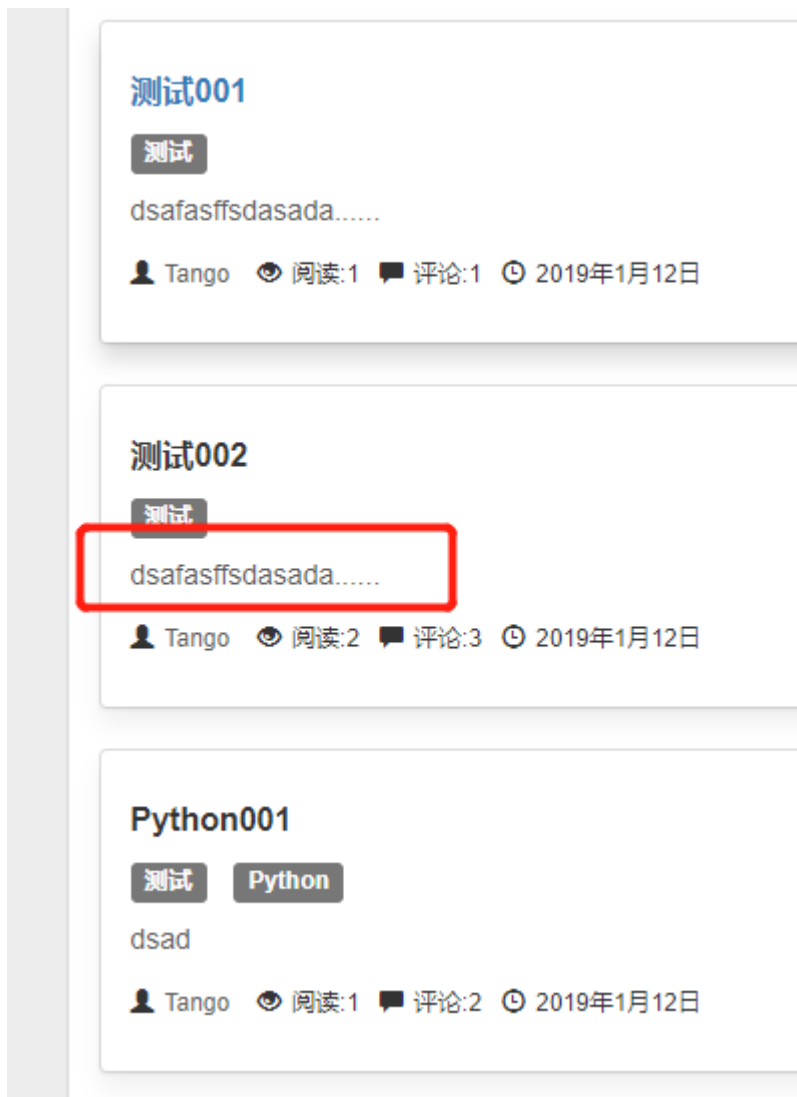 测试001
测试
dsafasffsdasada......
Tango 阅读:1 评论:1 2019年1月12日
测试002
测试
dsafasffsdasada......
Tango 阅读:2 评论:3 2019年1月12日
Python001
测试 Python
dsad
Tango 阅读:1 评论:2 2019年1月12日